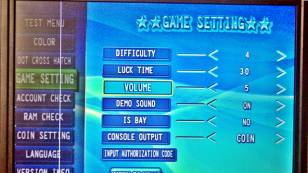 TEST MENU
COLOR
DOT CROSS HATCH
GAME SETTING
ACCOUNT CHECK
RAM CHECK
COIN SETTING
LANGUAGE
VERSION INFO
★★GAME SETTING★★
DIFFICULTY 4
LUCK TIME 30
VOLUME 5
DEMO SOUND ON
IS BAY NO
CONSOLE OUTPUT COIN
INPUT AUTHORIZATION CODE